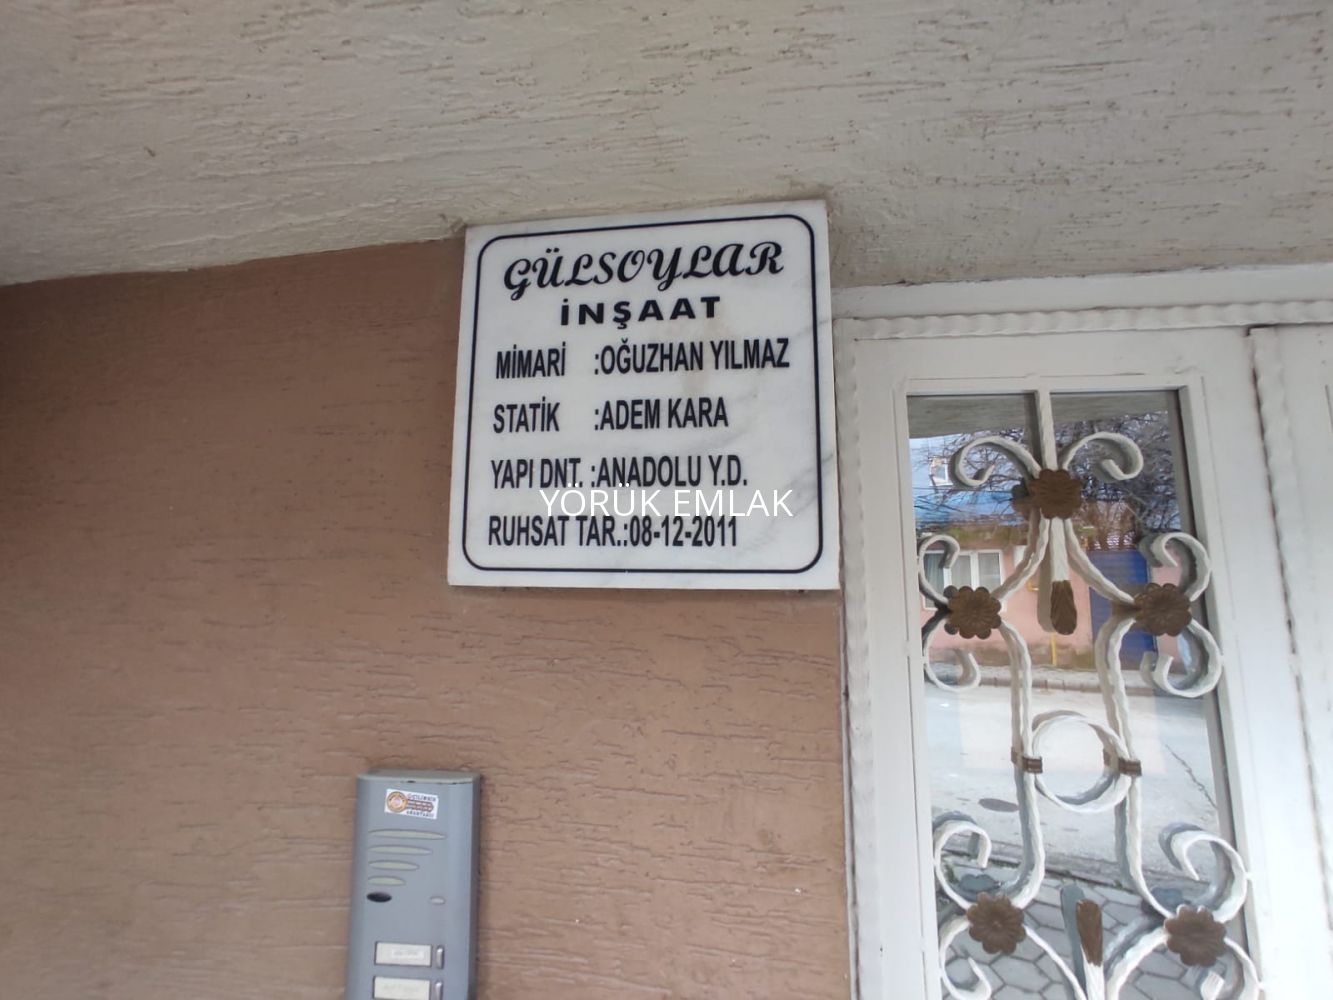 GÜLSOYLAR
İNŞAAT
MİMARİ :OĞUZHAN YILMAZ
STATİK :ADEM KARA
YAPI DNT. :ANADOLU Y.D.
YÖRÜK EMLAK
RUHSAT TAR.:08-12-2011